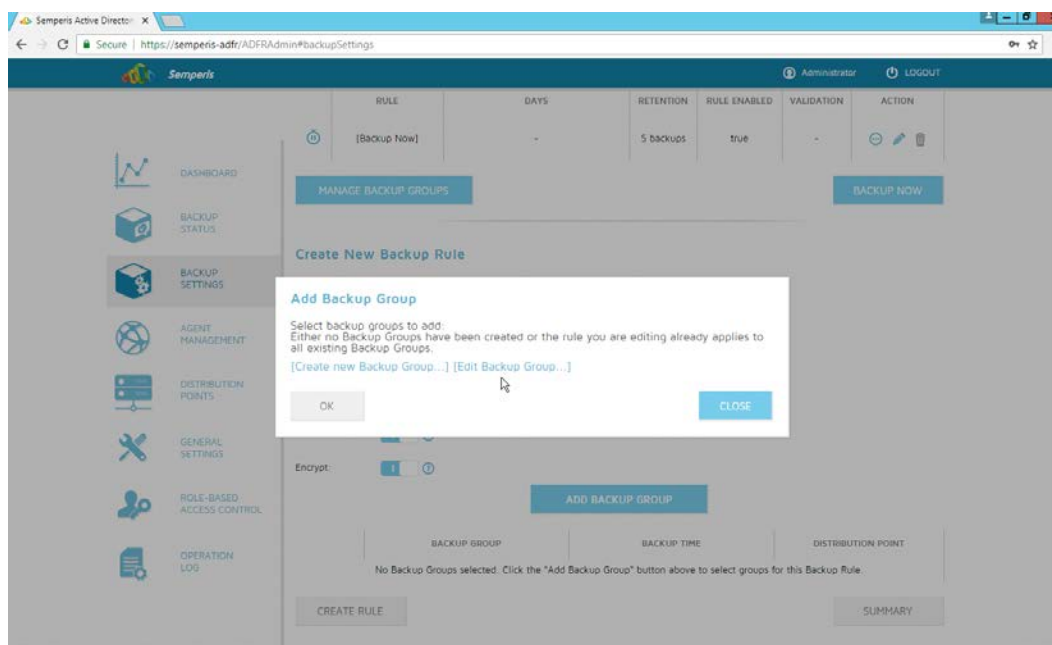 Semperis Active Director
Secure | https://semperis-adfr/ADFRAdmin#backupSettings
Semperis
Administrator
LOGOUT
RULE DAYS RETENTION RULE ENABLED VALIDATION ACTION
[Backup Now] - 5 backups true -
MANAGE BACKUP GROUPS
BACKUP NOW
DASHBOARD
BACKUP
STATUS
BACKUP
SETTINGS
AGENT
MANAGEMENT
DISTRIBUTION
POINTS
GENERAL
SETTINGS
ROLE-BASED
ACCESS CONTROL
OPERATION
LOG
Create New Backup Rule
Add Backup Group
Select backup groups to add:
Either no Backup Groups have been created or the rule you are editing already applies to
all existing Backup Groups.
[Create new Backup Group...] [Edit Backup Group...]
OK
CLOSE
Encrypt:
ADD BACKUP GROUP
BACKUP GROUP BACKUP TIME DISTRIBUTION POINT
No Backup Groups selected. Click the "Add Backup Group" button above to select groups for this Backup Rule.
CREATE RULE
SUMMARY